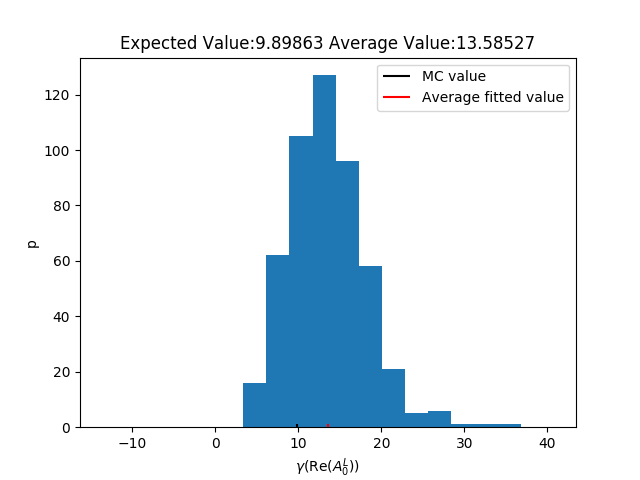 Expected Value:9.89863 Average Value:13.58527
MC value
Average fitted value
p
120
100
80
60
40
20
0
−10 0 10 20 30 40
γ(Re(A₀ᴸ))